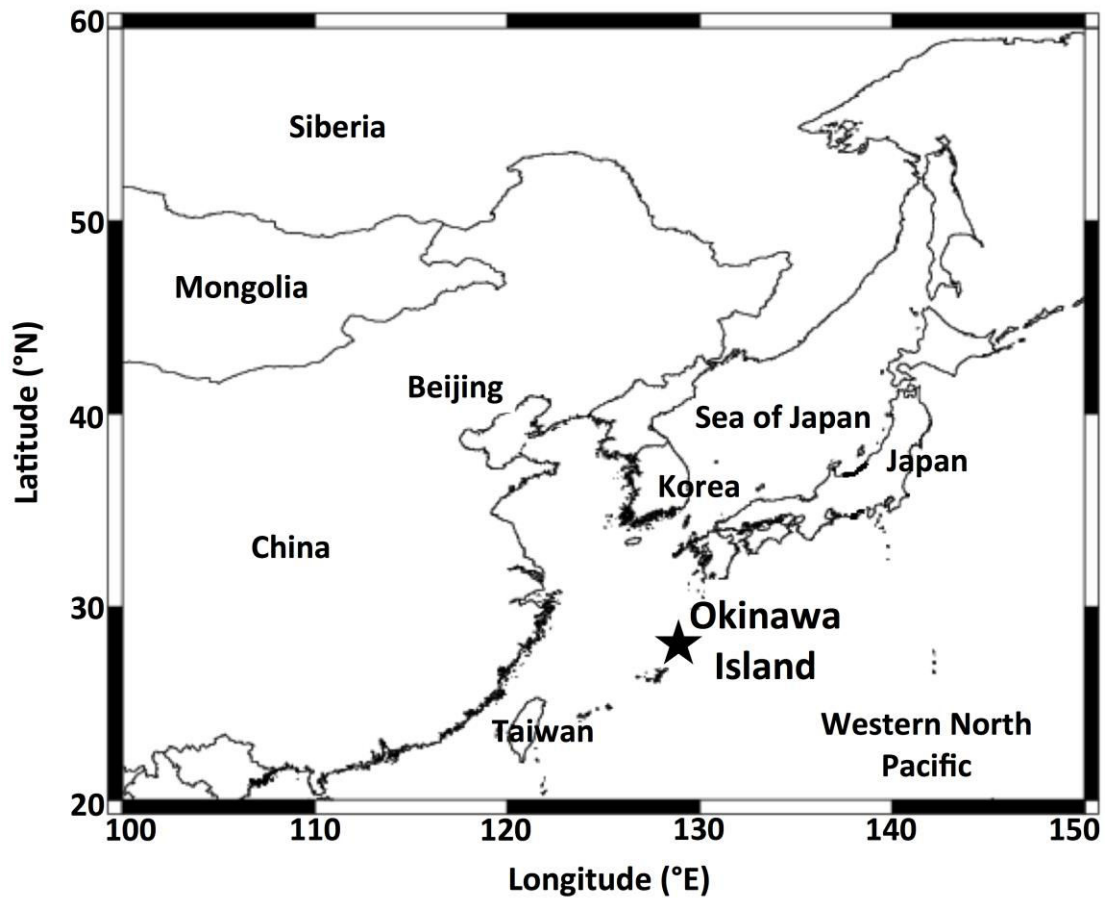 60
Siberia
50
Mongolia
Beijing
40
Sea of Japan
Japan
Korea
China
30
Okinawa
Island
Taiwan
Western North
Pacific
20
100 110 120 130 140 150
Longitude (°E)
Latitude (°N)